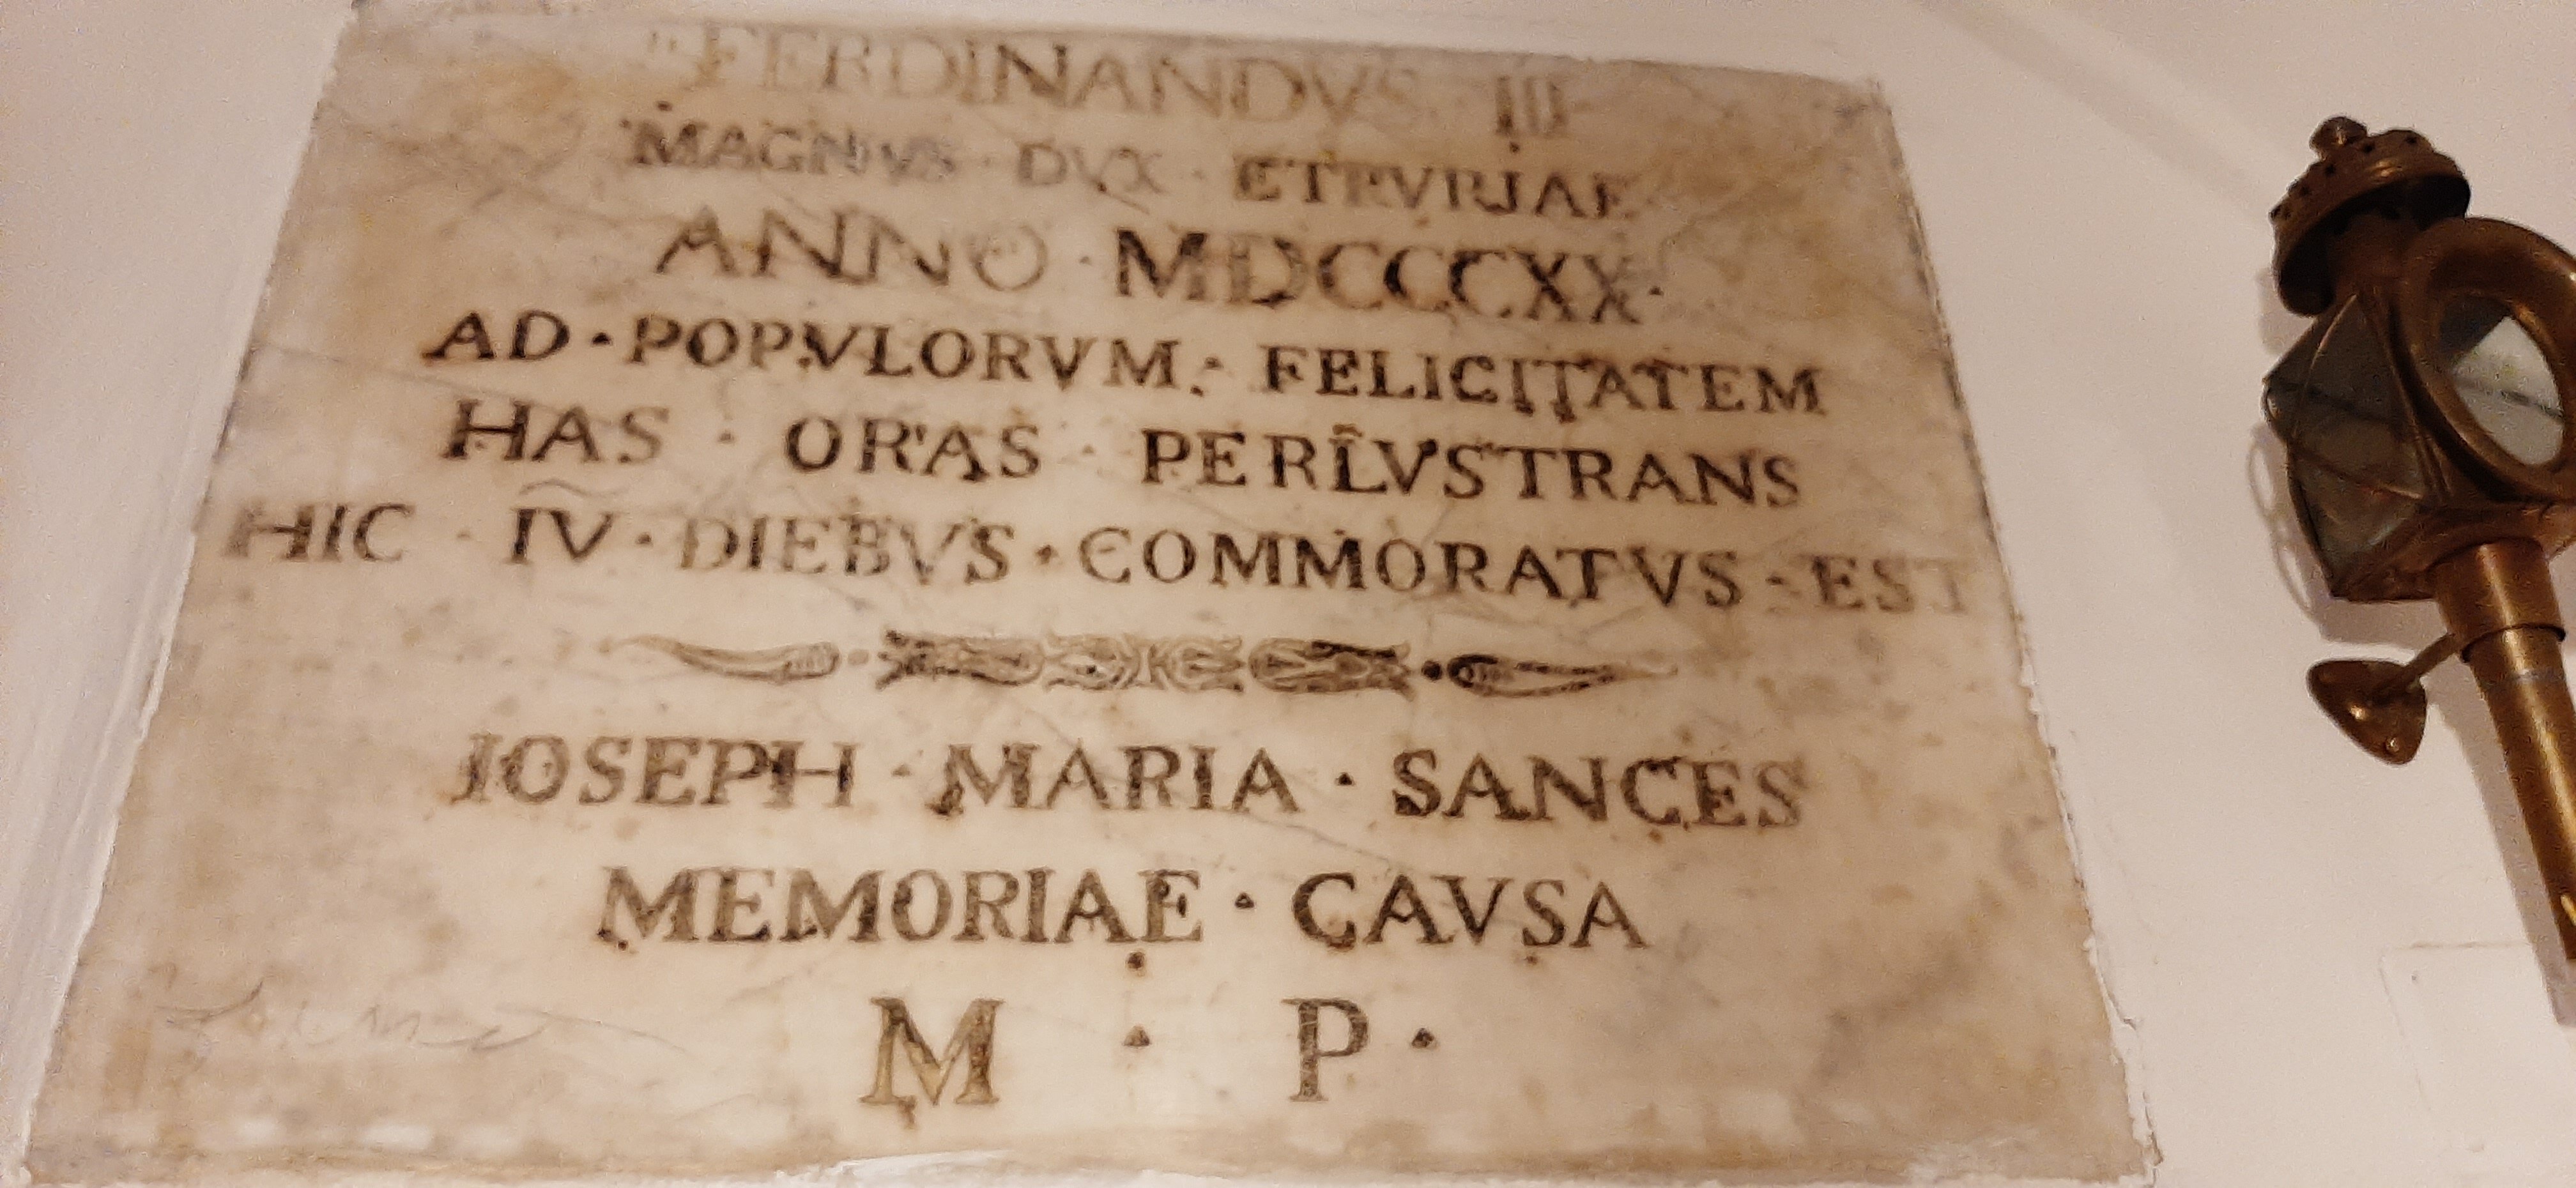 FERDINANDVS III
MAGNVS · DVX · ETRVRIAE
ANNO · MDCCCXX ·
AD · POPVLORVM · FELICITATEM
HAS · ORAS · PERLVSTRANS
HIC · IV · DIEBVS · COMMORATVS · EST
IOSEPH · MARIA · SANCES
MEMORIAE · CAVSA
M · P ·